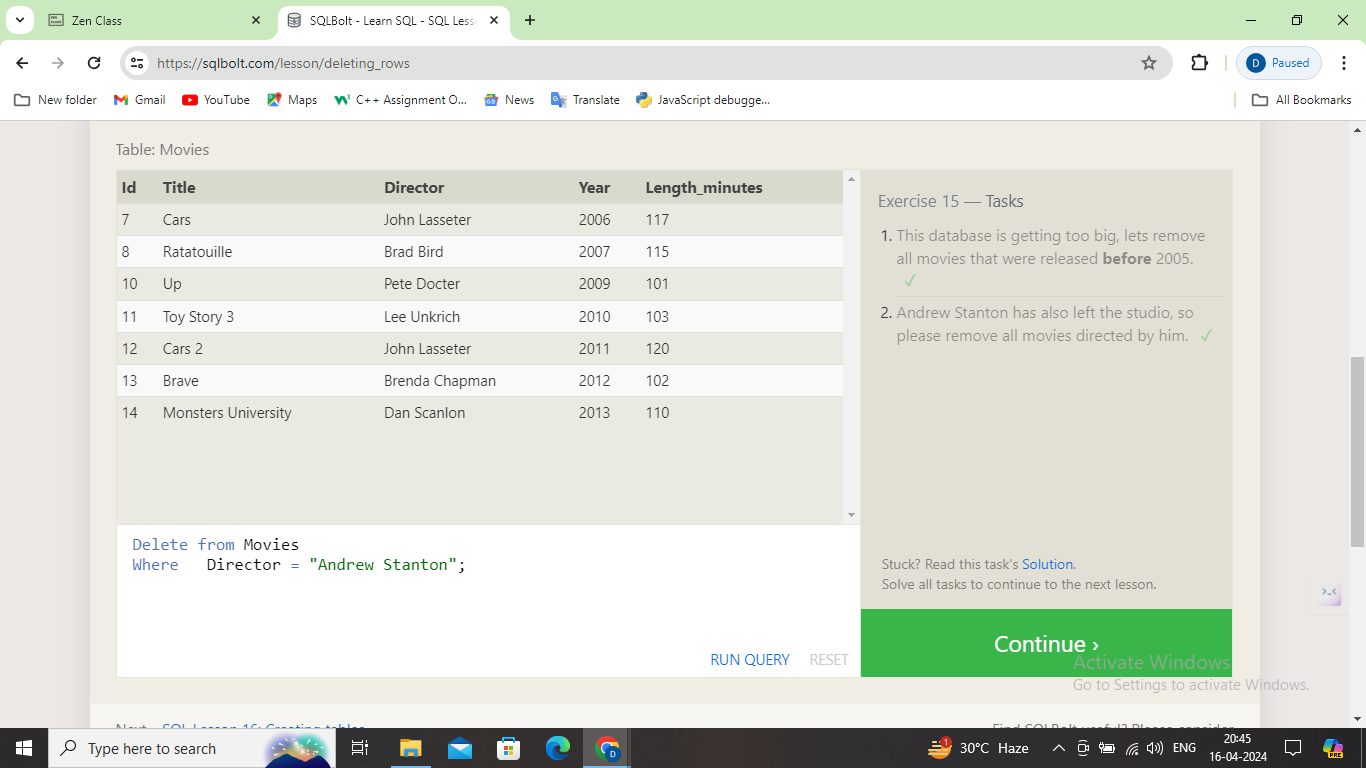 Zen Class
SQLBolt - Learn SQL - SQL Less
https://sqlbolt.com/lesson/deleting_rows
D Paused
New folder Gmail YouTube Maps C++ Assignment O... News Translate JavaScript debugge... All Bookmarks
Table: Movies
Id Title Director Year Length_minutes
7 Cars John Lasseter 2006 117
8 Ratatouille Brad Bird 2007 115
10 Up Pete Docter 2009 101
11 Toy Story 3 Lee Unkrich 2010 103
12 Cars 2 John Lasseter 2011 120
13 Brave Brenda Chapman 2012 102
14 Monsters University Dan Scanlon 2013 110
Delete from Movies
Where Director = "Andrew Stanton";
RUN QUERY RESET
Exercise 15 — Tasks
1. This database is getting too big, lets remove
all movies that were released before 2005.
✓
2. Andrew Stanton has also left the studio, so
please remove all movies directed by him. ✓
Stuck? Read this task's Solution.
Solve all tasks to continue to the next lesson.
Continue ›
Activate Windows
Go to Settings to activate Windows.
Next – SQL Lesson 16: Creating tables
Find SQLBolt useful? Please consider
Type here to search
1
30°C Haze
ENG
20:45
16-04-2024
D
PRE